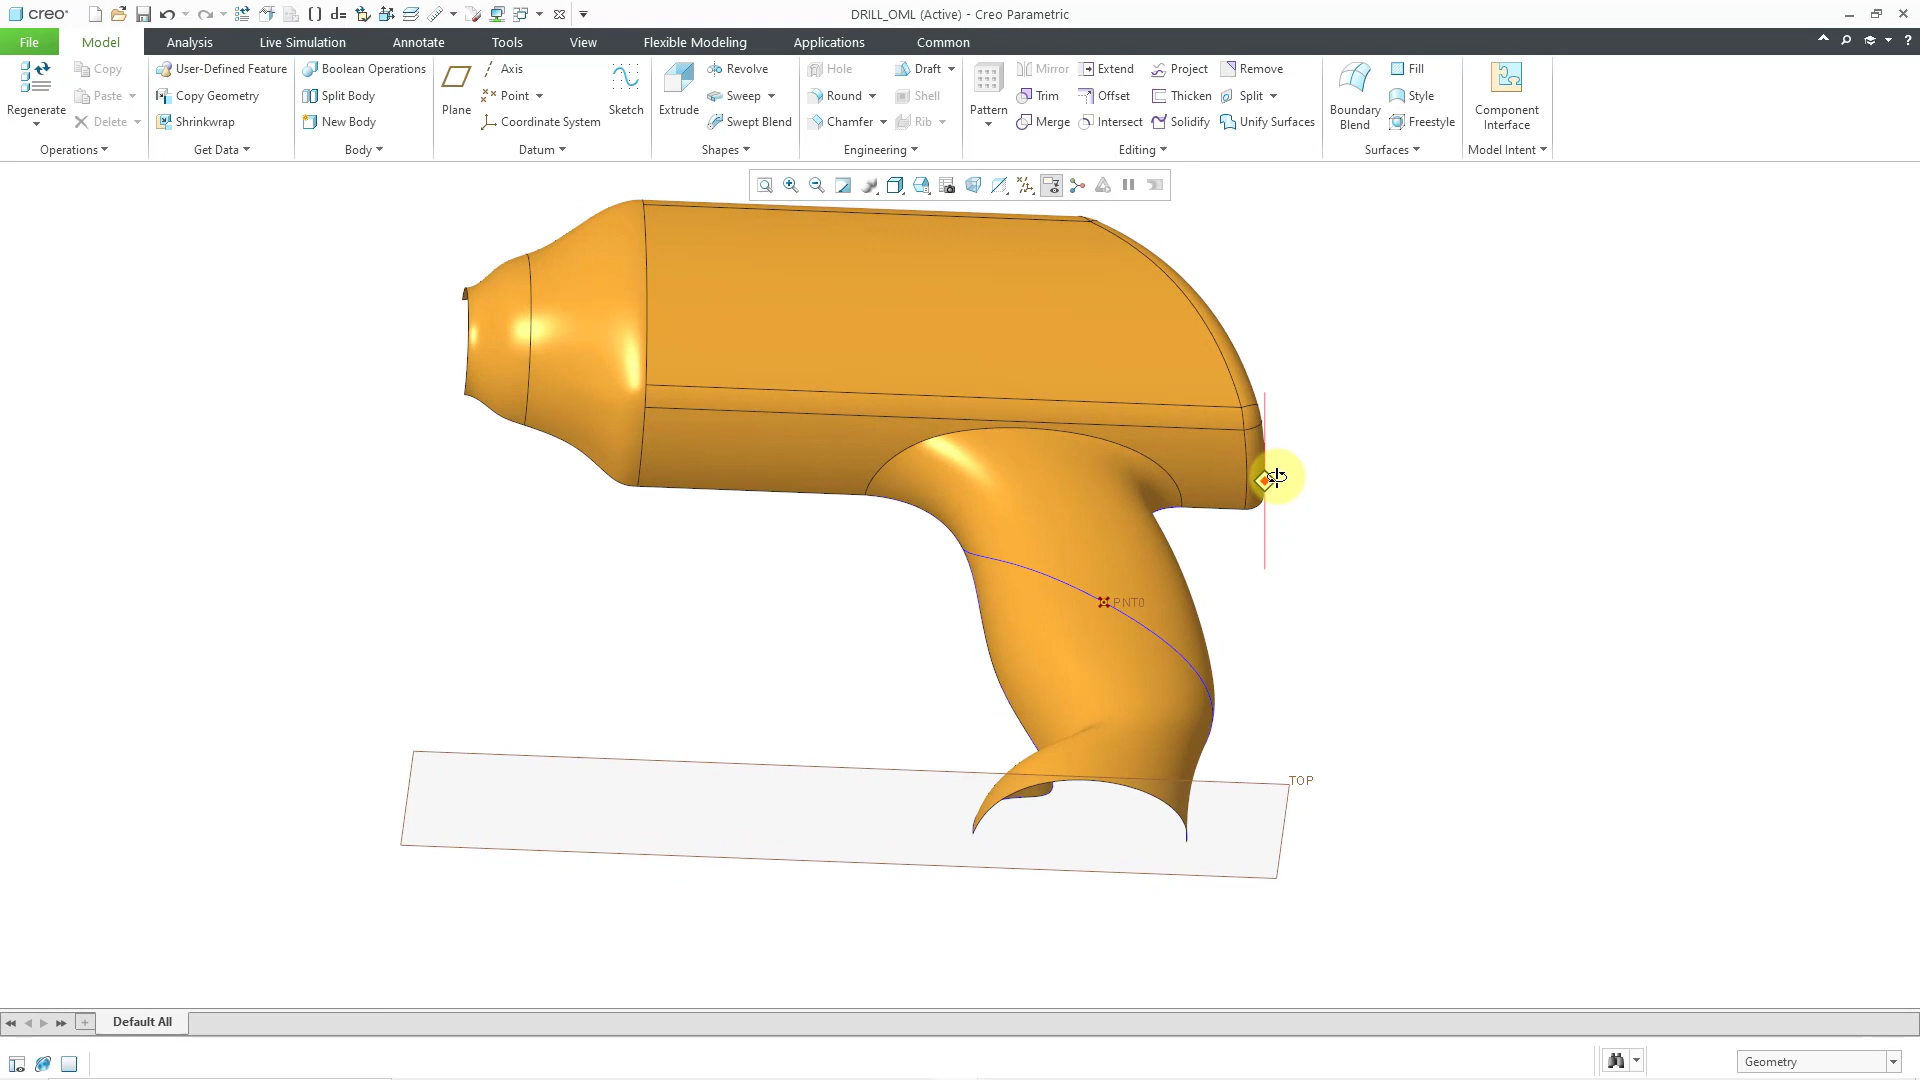 creo
DRILL_OML (Active) - Creo Parametric
File Model Analysis Live Simulation Annotate Tools View Flexible Modeling Applications Common
Regenerate
Copy
Paste
Delete
Operations
User-Defined Feature
Copy Geometry
Shrinkwrap
Get Data
Boolean Operations
Split Body
New Body
Body
Plane
Axis
Point
Coordinate System
Sketch
Datum
Extrude
Revolve
Sweep
Swept Blend
Shapes
Hole
Round
Chamfer
Draft
Shell
Rib
Engineering
Pattern
Mirror
Trim
Merge
Extend
Offset
Intersect
Project
Thicken
Solidify
Remove
Split
Unify Surfaces
Editing
Boundary
Blend
Fill
Style
Freestyle
Surfaces
Component
Interface
Model Intent
PNT0
TOP
Default All
Geometry